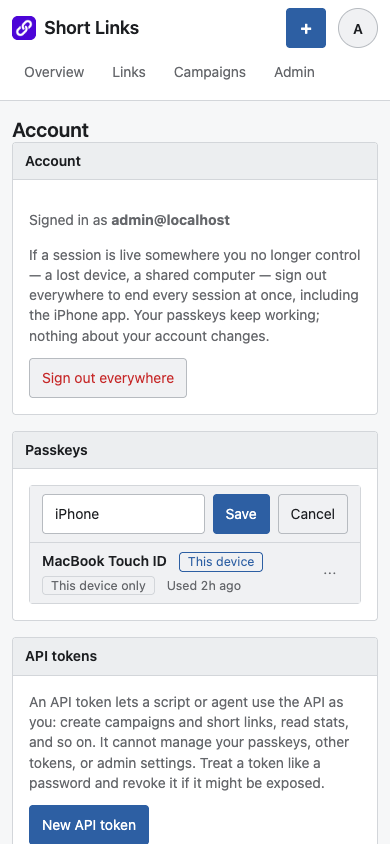 Short Links
+
A
Overview Links Campaigns Admin
Account
Account
Signed in as admin@localhost
If a session is live somewhere you no longer control
— a lost device, a shared computer — sign out
everywhere to end every session at once, including
the iPhone app. Your passkeys keep working;
nothing about your account changes.
Sign out everywhere
Passkeys
iPhone Save Cancel
MacBook Touch ID This device
This device only Used 2h ago
...
API tokens
An API token lets a script or agent use the API as
you: create campaigns and short links, read stats,
and so on. It cannot manage your passkeys, other
tokens, or admin settings. Treat a token like a
password and revoke it if it might be exposed.
New API token